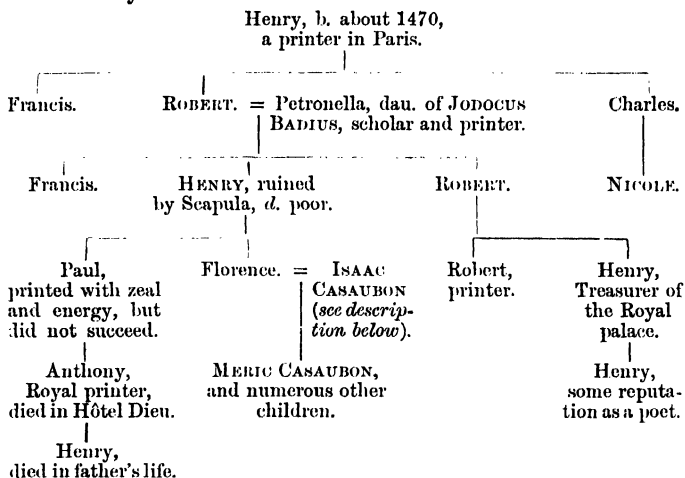 Henry, b. about 1470,
a printer in Paris.
Francis.
ROBERT. = Petronella, dau. of JODOCUS
BADIUS, scholar and printer.
Charles.
Francis.
HENRY, ruined
by Scapula, d. poor.
ROBERT.
NICOLE.
Paul,
printed with zeal
and energy, but
did not succeed.
Florence. = ISAAC
CASAUBON
(see descrip-
tion below).
Robert,
printer.
Henry,
Treasurer of
the Royal
palace.
Anthony,
Royal printer,
died in Hôtel Dieu.
MERIC CASAUBON,
and numerous other
children.
Henry,
some reputa-
tion as a poet.
Henry,
died in father's life.